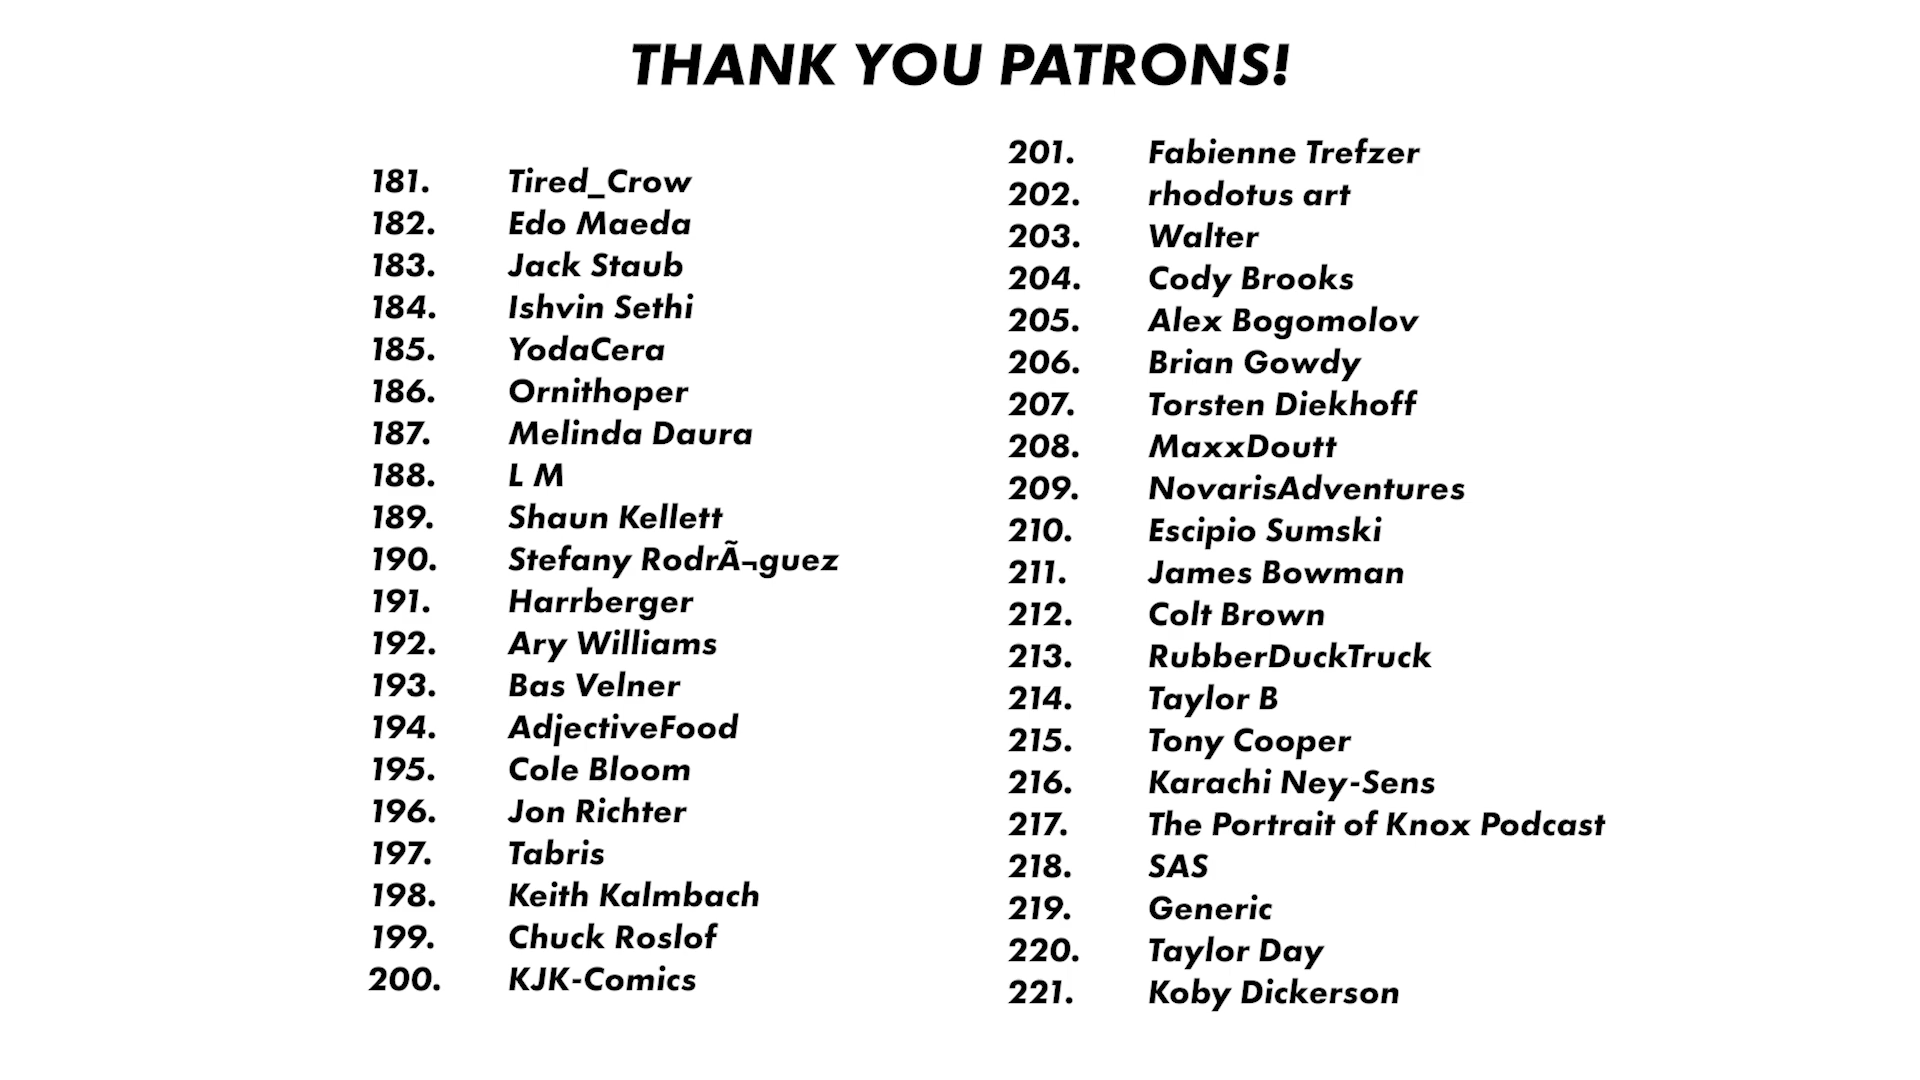 THANK YOU PATRONS!
181. Tired_Crow
182. Edo Maeda
183. Jack Staub
184. Ishvin Sethi
185. YodaCera
186. Ornithoper
187. Melinda Daura
188. L M
189. Shaun Kellett
190. Stefany RodrÃ¬guez
191. Harrberger
192. Ary Williams
193. Bas Velner
194. AdjectiveFood
195. Cole Bloom
196. Jon Richter
197. Tabris
198. Keith Kalmbach
199. Chuck Roslof
200. KJK-Comics
201. Fabienne Trefzer
202. rhodotus art
203. Walter
204. Cody Brooks
205. Alex Bogomolov
206. Brian Gowdy
207. Torsten Diekhoff
208. MaxxDoutt
209. NovarisAdventures
210. Escipio Sumski
211. James Bowman
212. Colt Brown
213. RubberDuckTruck
214. Taylor B
215. Tony Cooper
216. Karachi Ney-Sens
217. The Portrait of Knox Podcast
218. SAS
219. Generic
220. Taylor Day
221. Koby Dickerson